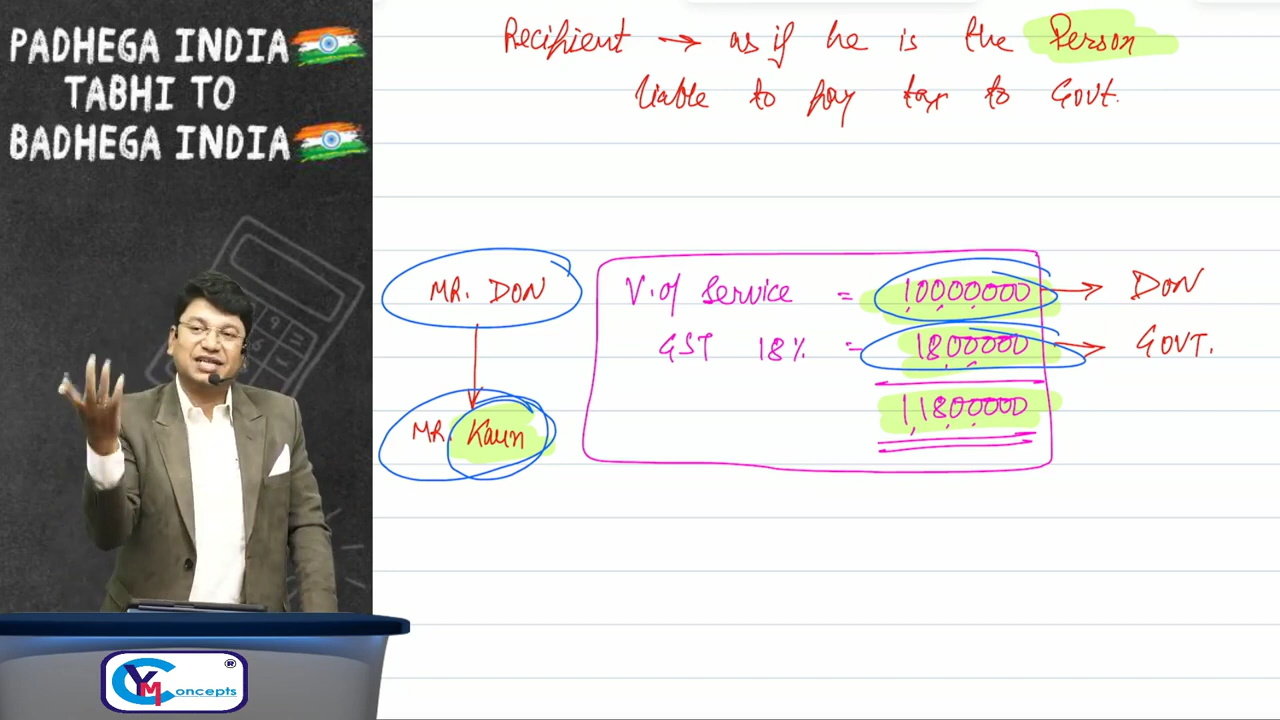 PADHEGA INDIA
TABHI TO
BADHEGA INDIA
Recipient → as if he is the Person
liable to pay tax to Govt.
MR. DON
V. of Service = 10000000 → DON
GST 18% = 1800000 → GOVT.
11800000
MR. Kaun
YM Concepts ®